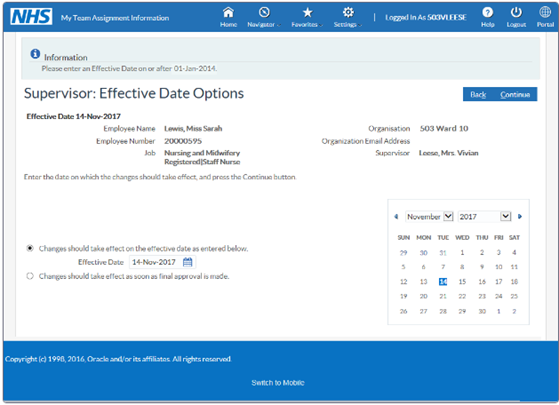 NHS My Team Assignment Information
Home Navigator Favorites Settings Logged In As 503VLEESE Help Logout Portal
Information
Please enter an Effective Date on or after 01-Jan-2014.
Supervisor: Effective Date Options
Back Continue
Effective Date 14-Nov-2017
Employee Name Lewis, Miss Sarah Organisation 503 Ward 10
Employee Number 20000595 Organization Email Address
Job Nursing and Midwifery Supervisor Leese, Mrs. Vivian
Registered|Staff Nurse
Enter the date on which the changes should take effect, and press the Continue button.
November 2017
SUN MON TUE WED THU FRI SAT
29 30 31 1 2 3 4
5 6 7 8 9 10 11
12 13 14 15 16 17 18
19 20 21 22 23 24 25
26 27 28 29 30 1 2
Changes should take effect on the effective date as entered below.
Effective Date 14-Nov-2017
Changes should take effect as soon as final approval is made.
Copyright (c) 1998, 2016, Oracle and/or its affiliates. All rights reserved.
Switch to Mobile